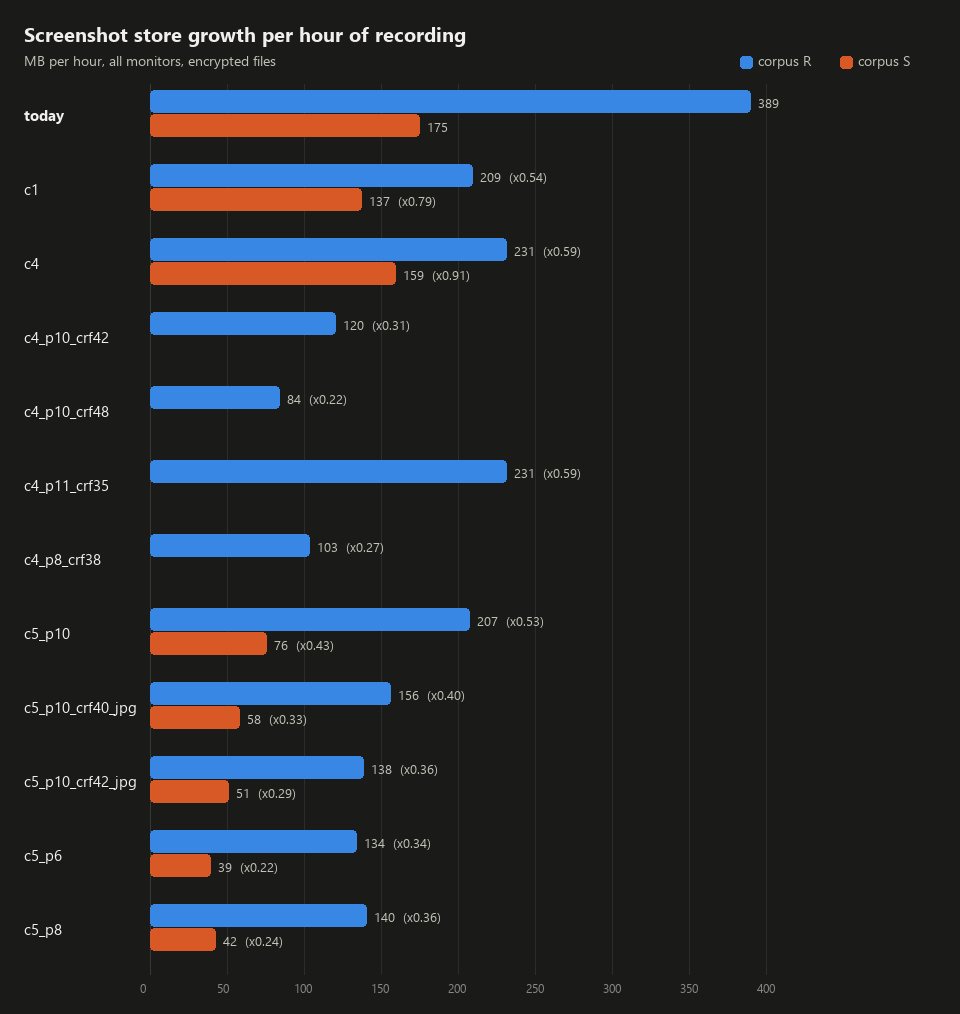 Screenshot store growth per hour of recording
MB per hour, all monitors, encrypted files
corpus R corpus S
today
389
175
c1
209 (x0.54)
137 (x0.79)
c4
231 (x0.59)
159 (x0.91)
c4_p10_crf42
120 (x0.31)
c4_p10_crf48
84 (x0.22)
c4_p11_crf35
231 (x0.59)
c4_p8_crf38
103 (x0.27)
c5_p10
207 (x0.53)
76 (x0.43)
c5_p10_crf40_jpg
156 (x0.40)
58 (x0.33)
c5_p10_crf42_jpg
138 (x0.36)
51 (x0.29)
c5_p6
134 (x0.34)
39 (x0.22)
c5_p8
140 (x0.36)
42 (x0.24)
0 50 100 150 200 250 300 350 400